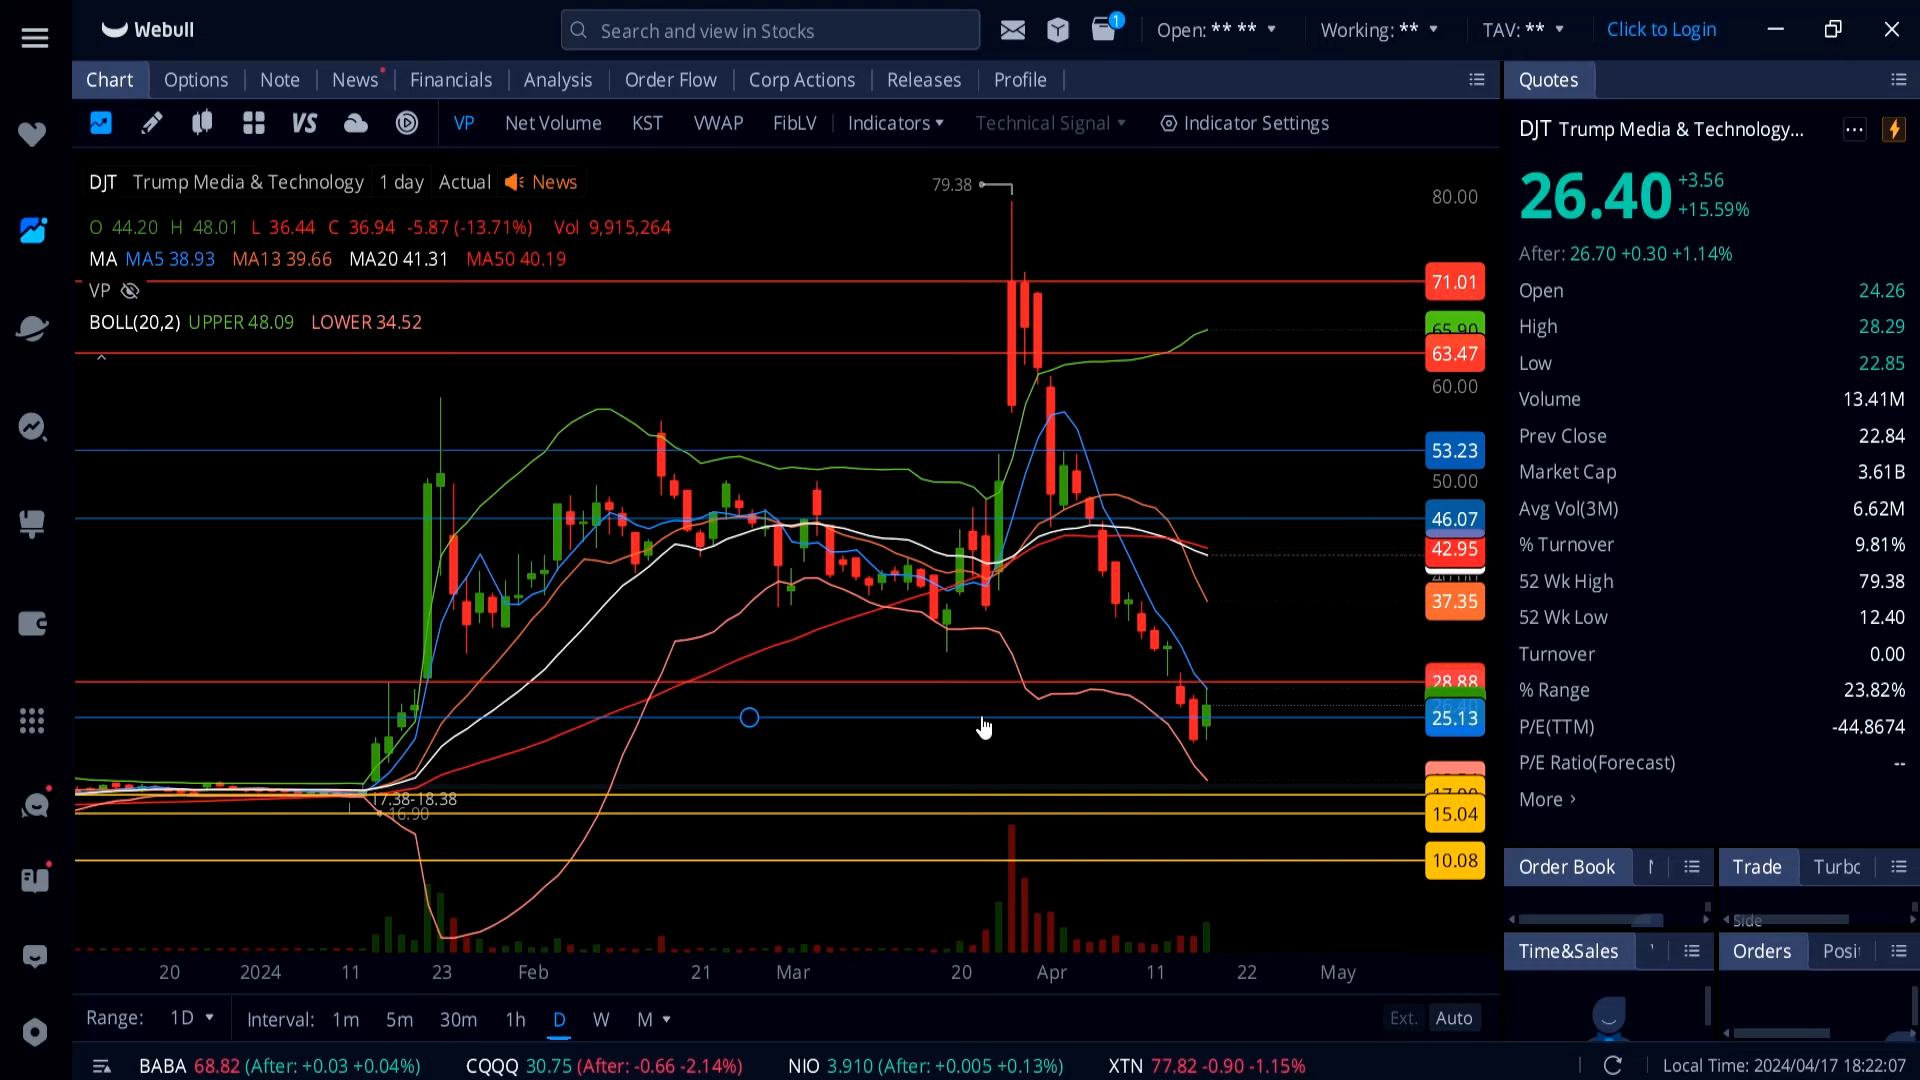 Webull
Search and view in Stocks
1
Open: ** **
Working: **
TAV: **
Click to Login
Chart
Options
Note
News
Financials
Analysis
Order Flow
Corp Actions
Releases
Profile
Quotes
VS
VP
Net Volume
KST
VWAP
FibLV
Indicators
Technical Signal
Indicator Settings
DJT Trump Media & Technology...
26.40
+3.56
+15.59%
After: 26.70 +0.30 +1.14%
Open 24.26
High 28.29
Low 22.85
Volume 13.41M
Prev Close 22.84
Market Cap 3.61B
Avg Vol(3M) 6.62M
% Turnover 9.81%
52 Wk High 79.38
52 Wk Low 12.40
Turnover 0.00
% Range 23.82%
P/E(TTM) -44.8674
P/E Ratio(Forecast) --
More >
DJT Trump Media & Technology 1 day Actual News
O 44.20 H 48.01 L 36.44 C 36.94 -5.87 (-13.71%) Vol 9,915,264
MA MA5 38.93 MA13 39.66 MA20 41.31 MA50 40.19
VP
BOLL(20,2) UPPER 48.09 LOWER 34.52
79.38
80.00
71.01
65.90
63.47
60.00
53.23
50.00
46.07
42.95
37.35
28.88
25.13
15.04
10.08
17.38-18.38
16.90
20 2024 11 23 Feb 21 Mar 20 Apr 11 22 May
Range: 1D
Interval: 1m 5m 30m 1h D W M
Ext. Auto
Order Book
Trade
Side
Time&Sales
Orders
BABA 68.82 (After: +0.03 +0.04%)
CQQQ 30.75 (After: -0.66 -2.14%)
NIO 3.910 (After: +0.005 +0.13%)
XTN 77.82 -0.90 -1.15%
Local Time: 2024/04/17 18:22:07